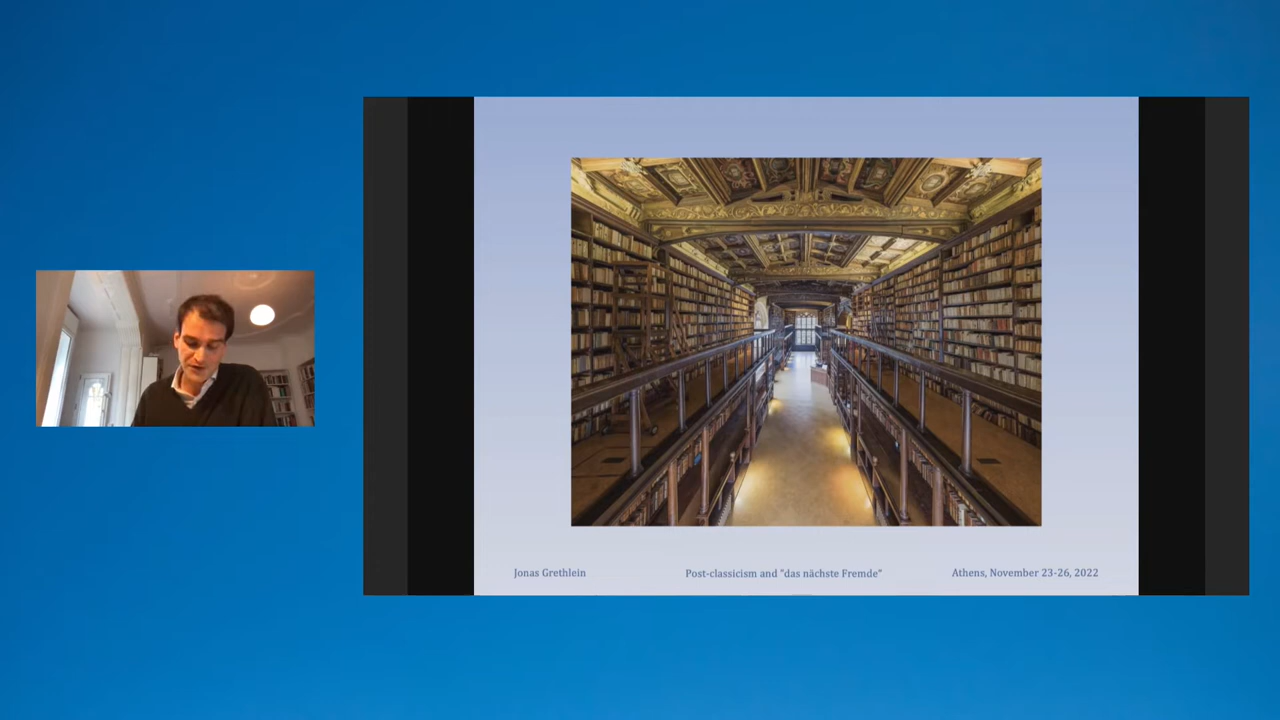 Jonas Grethlein
Post-classicism and "das nächste Fremde"
Athens, November 23-26, 2022